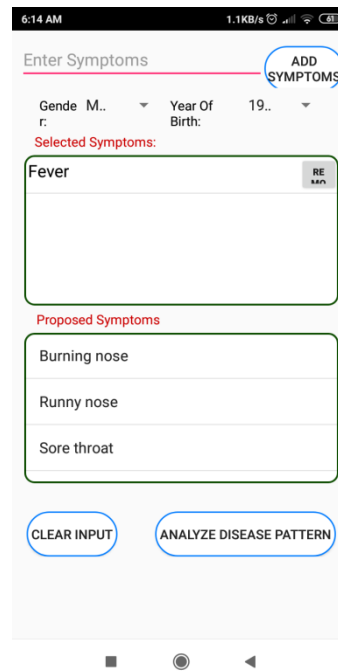 6:14 AM 1.1KB/s 61
Enter Symptoms
ADD
SYMPTOMS
Gende M.. Year Of 19..
r: Birth:
Selected Symptoms:
Fever
RE
MO
Proposed Symptoms
Burning nose
Runny nose
Sore throat
CLEAR INPUT ANALYZE DISEASE PATTERN